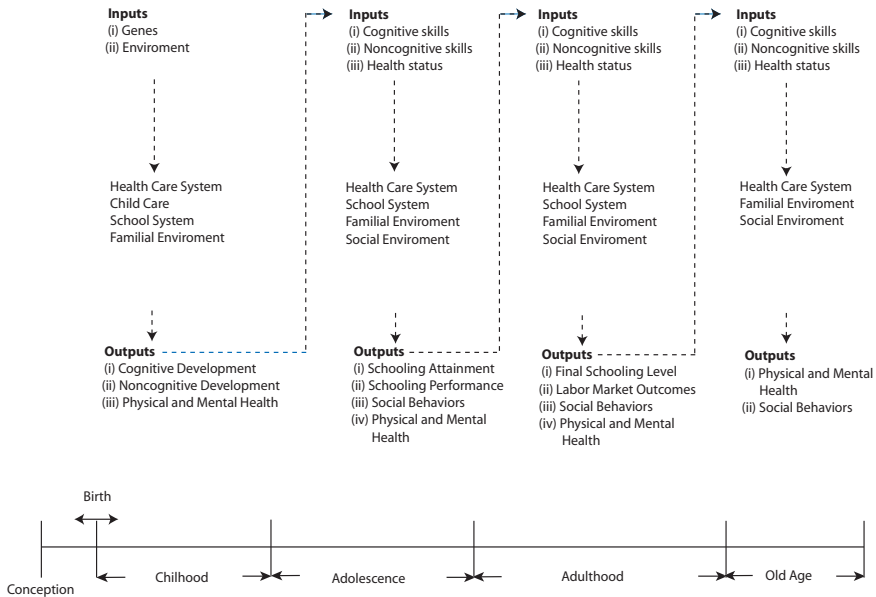 Inputs
(i) Genes
(ii) Enviroment
Health Care System
Child Care
School System
Familial Enviroment
Outputs
(i) Cognitive Development
(ii) Noncognitive Development
(iii) Physical and Mental Health
Inputs
(i) Cognitive skills
(ii) Noncognitive skills
(iii) Health status
Health Care System
School System
Familial Enviroment
Social Enviroment
Outputs
(i) Schooling Attainment
(ii) Schooling Performance
(iii) Social Behaviors
(iv) Physical and Mental
Health
Inputs
(i) Cognitive skills
(ii) Noncognitive skills
(iii) Health status
Health Care System
School System
Familial Enviroment
Social Enviroment
Outputs
(i) Final Schooling Level
(ii) Labor Market Outcomes
(iii) Social Behaviors
(iv) Physical and Mental
Health
Inputs
(i) Cognitive skills
(ii) Noncognitive skills
(iii) Health status
Health Care System
Familial Enviroment
Social Enviroment
Outputs
(i) Physical and Mental
Health
(ii) Social Behaviors
Birth
Conception
Chilhood
Adolescence
Adulthood
Old Age